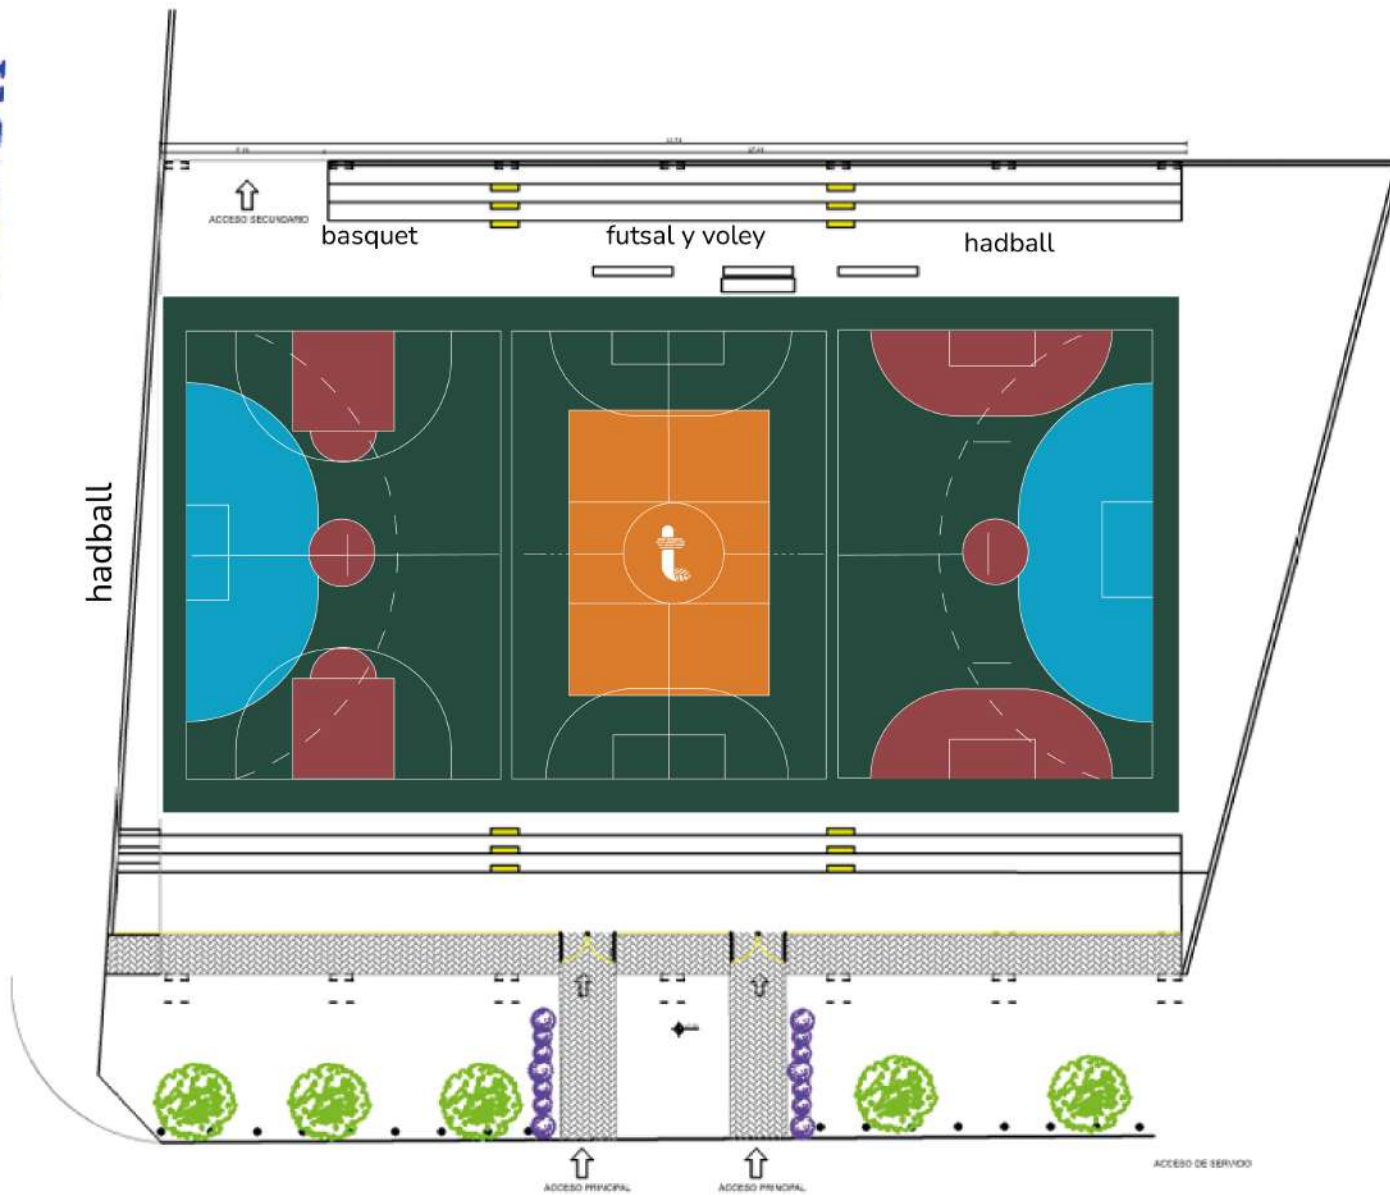 ACCESO SECUNDARIO
basquet
futsal y voley
hadball
hadball
t
ACCESO PRINCIPAL
ACCESO PRINCIPAL
ACCESO DE SERVICIO